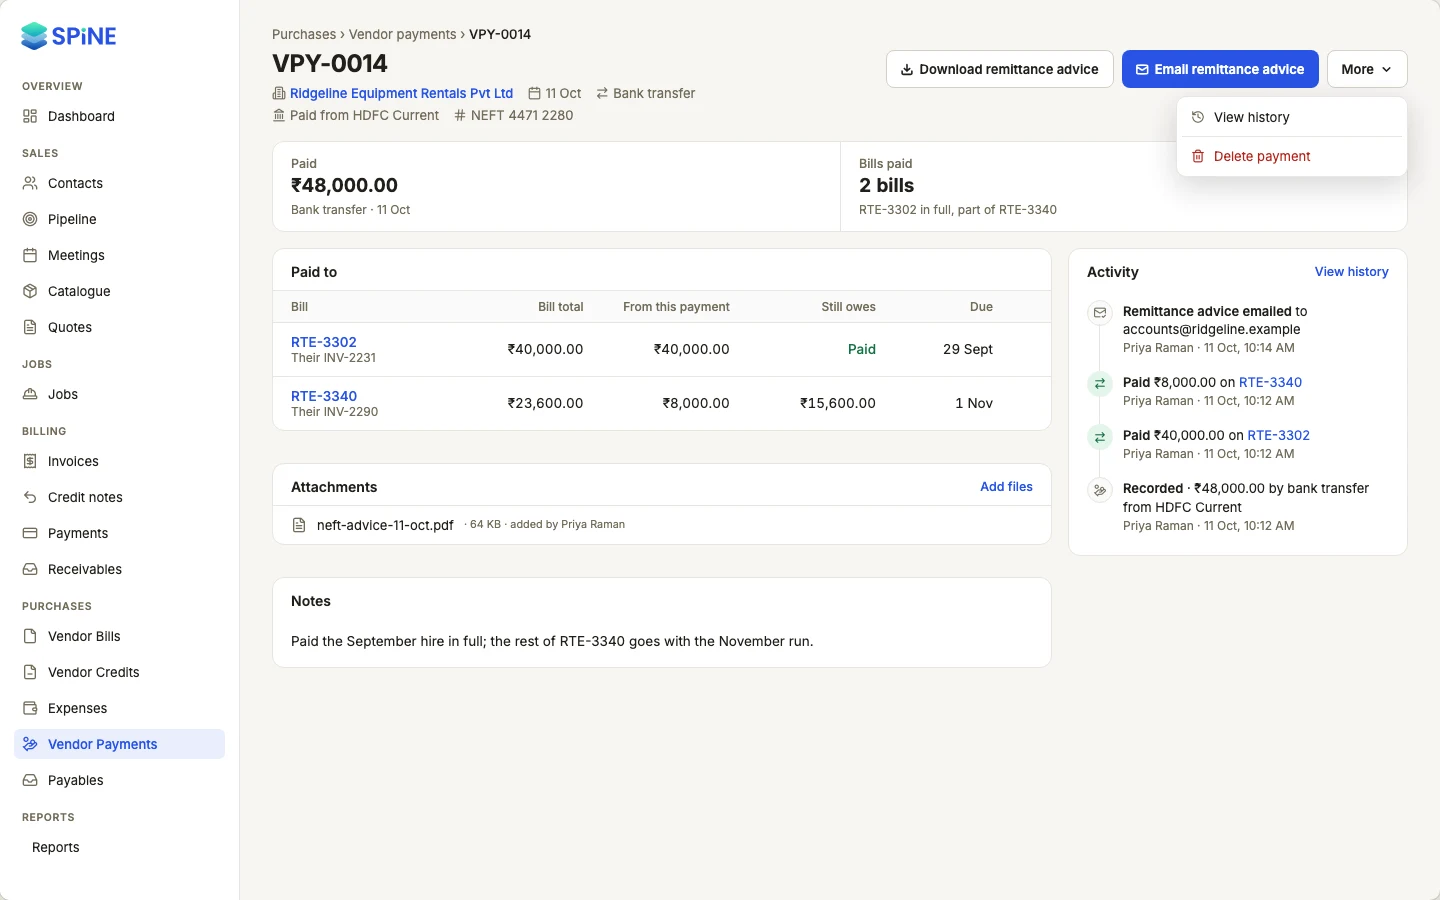 SPiNE
OVERVIEW
Dashboard
SALES
Contacts
Pipeline
Meetings
Catalogue
Quotes
JOBS
Jobs
BILLING
Invoices
Credit notes
Payments
Receivables
PURCHASES
Vendor Bills
Vendor Credits
Expenses
Vendor Payments
Payables
REPORTS
Reports
Purchases › Vendor payments › VPY-0014
VPY-0014
Ridgeline Equipment Rentals Pvt Ltd 11 Oct Bank transfer
Paid from HDFC Current # NEFT 4471 2280
Download remittance advice
Email remittance advice
More
View history
Delete payment
Paid
₹48,000.00
Bank transfer · 11 Oct
Bills paid
2 bills
RTE-3302 in full, part of RTE-3340
Paid to
Bill Bill total From this payment Still owes Due
RTE-3302 ₹40,000.00 ₹40,000.00 Paid 29 Sept
Their INV-2231
RTE-3340 ₹23,600.00 ₹8,000.00 ₹15,600.00 1 Nov
Their INV-2290
Attachments Add files
neft-advice-11-oct.pdf · 64 KB · added by Priya Raman
Notes
Paid the September hire in full; the rest of RTE-3340 goes with the November run.
Activity View history
Remittance advice emailed to
accounts@ridgeline.example
Priya Raman · 11 Oct, 10:14 AM
Paid ₹8,000.00 on RTE-3340
Priya Raman · 11 Oct, 10:12 AM
Paid ₹40,000.00 on RTE-3302
Priya Raman · 11 Oct, 10:12 AM
Recorded · ₹48,000.00 by bank transfer
from HDFC Current
Priya Raman · 11 Oct, 10:12 AM